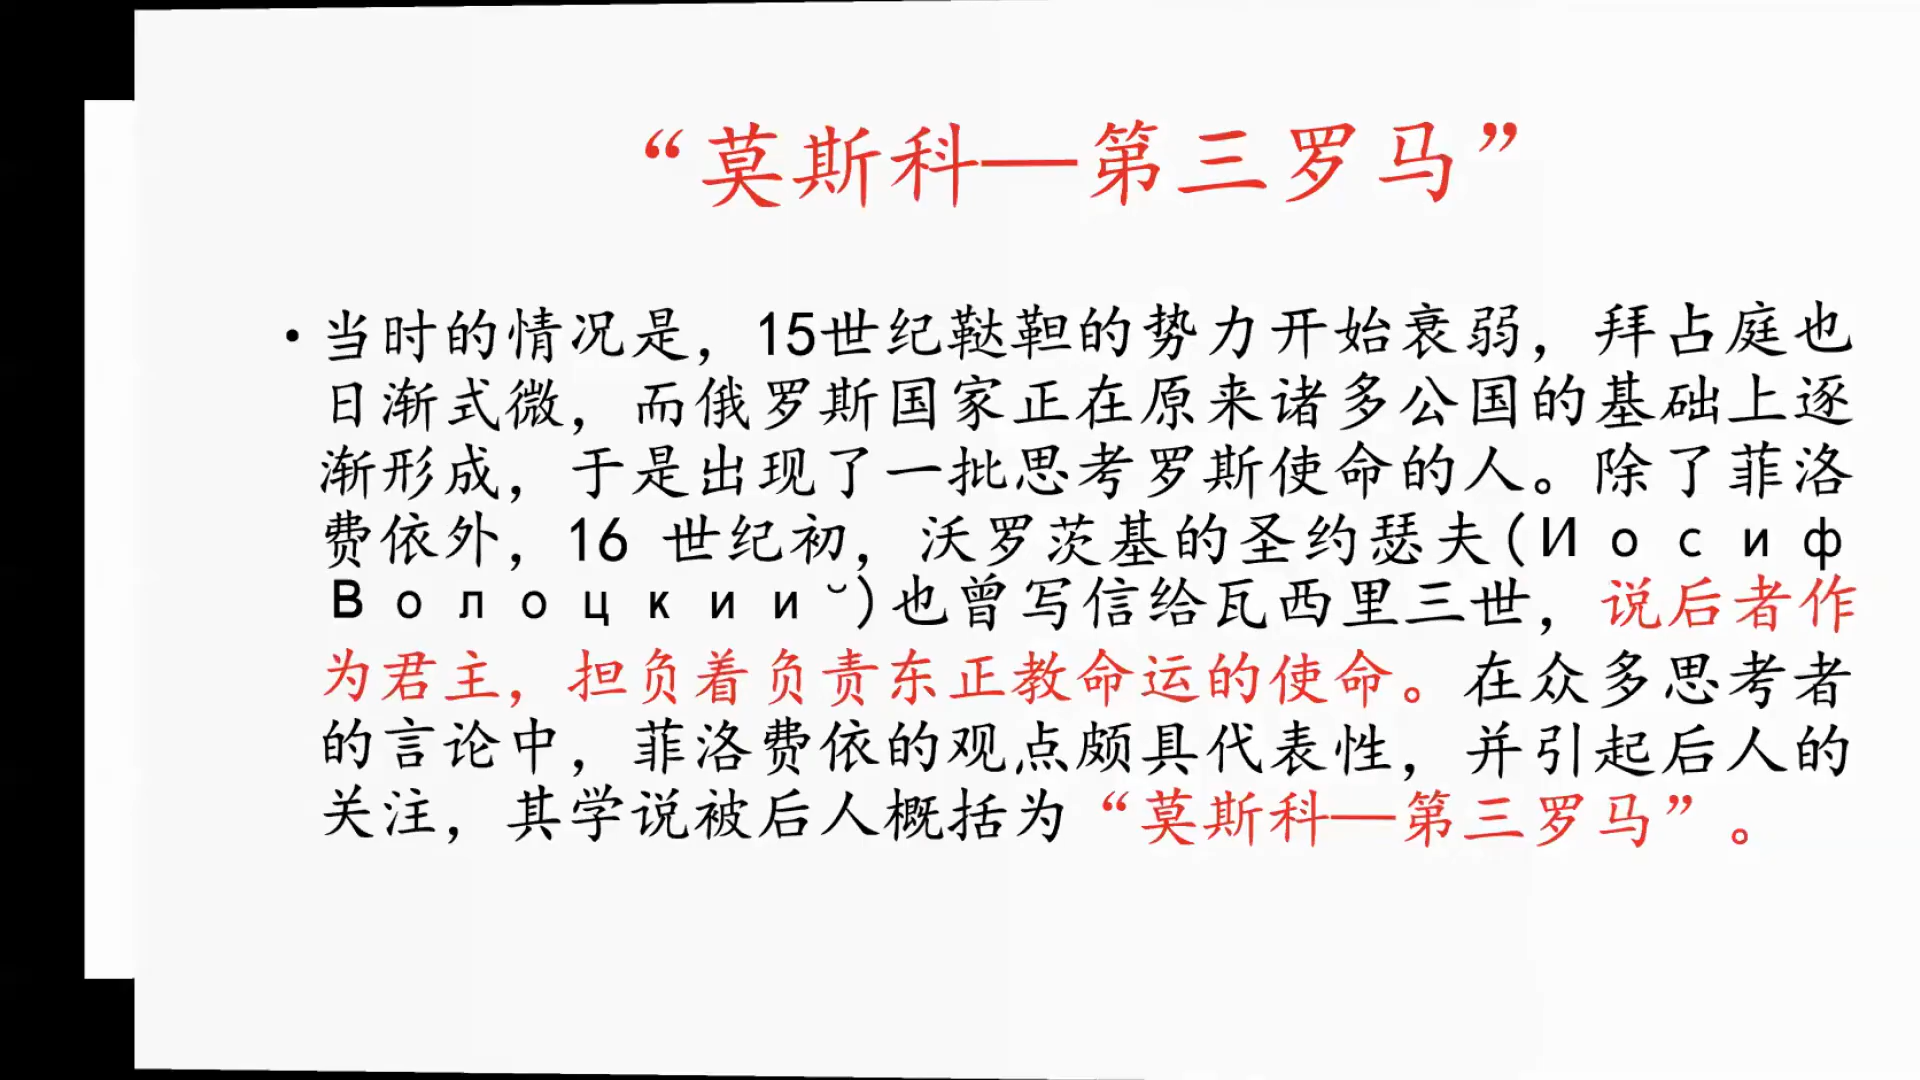 “莫斯科—第三罗马”
• 当时的情况是，15世纪鞑靼的势力开始衰弱，拜占庭也
日渐式微，而俄罗斯国家正在原来诸多公国的基础上逐
渐形成，于是出现了一批思考罗斯使命的人。除了菲洛
费依外，16 世纪初，沃罗茨基的圣约瑟夫(Иосиф
Волоцкии˘)也曾写信给瓦西里三世，说后者作
为君主，担负着负责东正教命运的使命。在众多思考者
的言论中，菲洛费依的观点颇具代表性，并引起后人的
关注，其学说被后人概括为“莫斯科—第三罗马”。